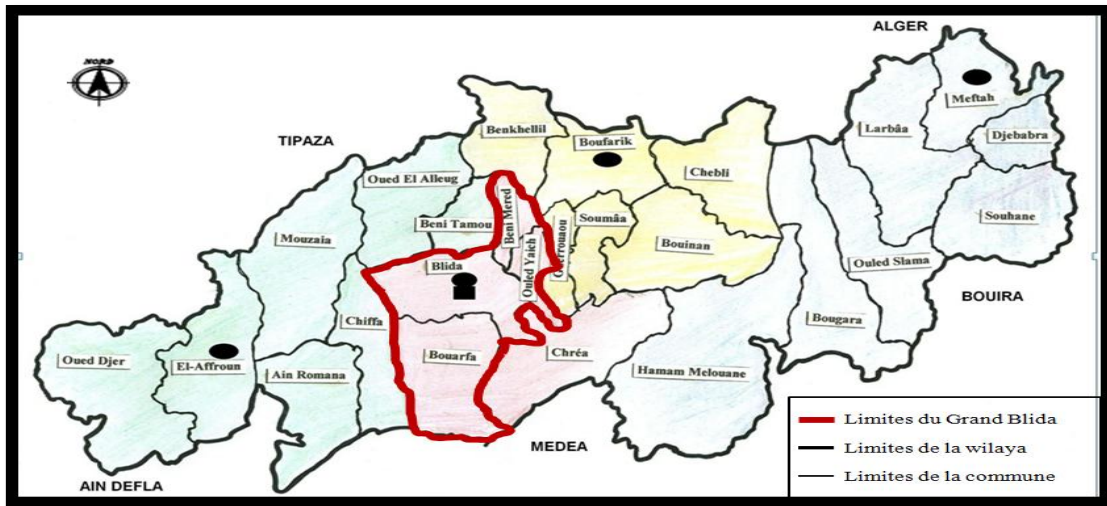 NORD
ALGER
Meftah
Larbâa
Djebabra
Benkhellil
Boufarik
TIPAZA
Chebli
Oued El Alleug
Souhane
Beni Tamou
Beni Mered
Soumâa
Guerrouaou
Mouzaia
Bouinan
Ouled Yaich
Ouled Slama
Blida
BOUIRA
Chiffa
Bougara
Bouarfa
Chréa
Oued Djer
El-Affroun
Ain Romana
Hamam Melouane
MEDEA
AIN DEFLA
Limites du Grand Blida
Limites de la wilaya
Limites de la commune